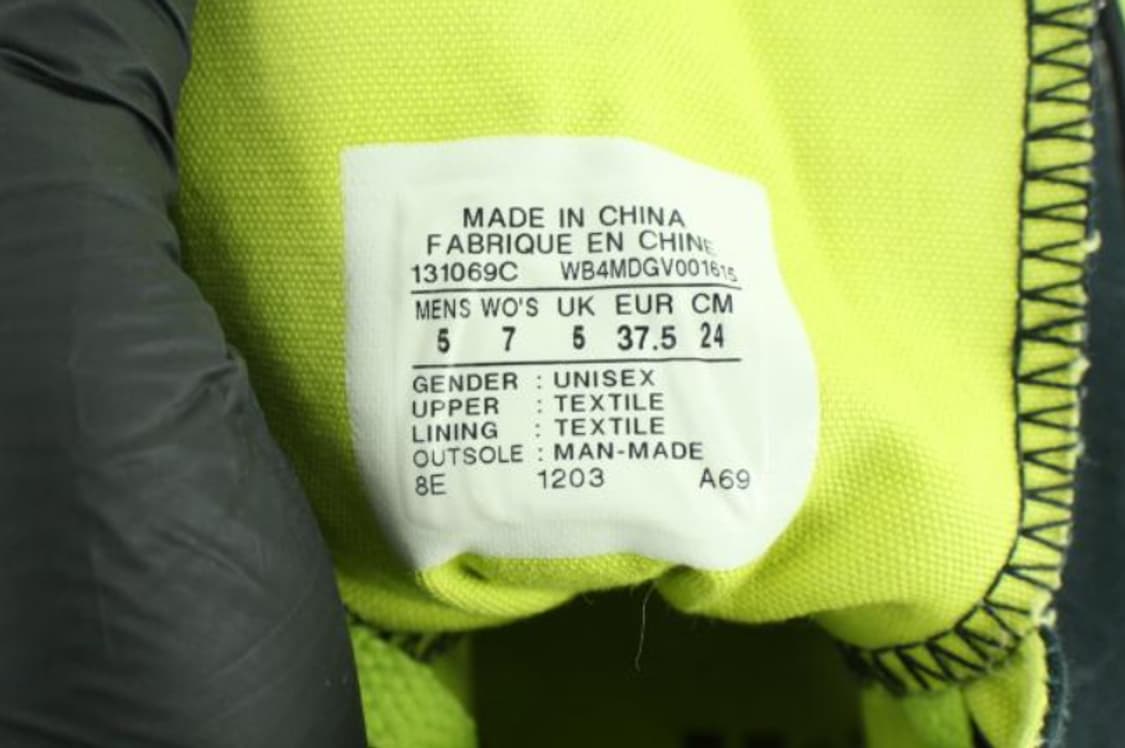 MADE IN CHINA
FABRIQUE EN CHINE
131069C WB4MDGV001615
MENS WO'S UK EUR CM
5 7 5 37.5 24
GENDER : UNISEX
UPPER : TEXTILE
LINING : TEXTILE
OUTSOLE : MAN-MADE
8E 1203 A69